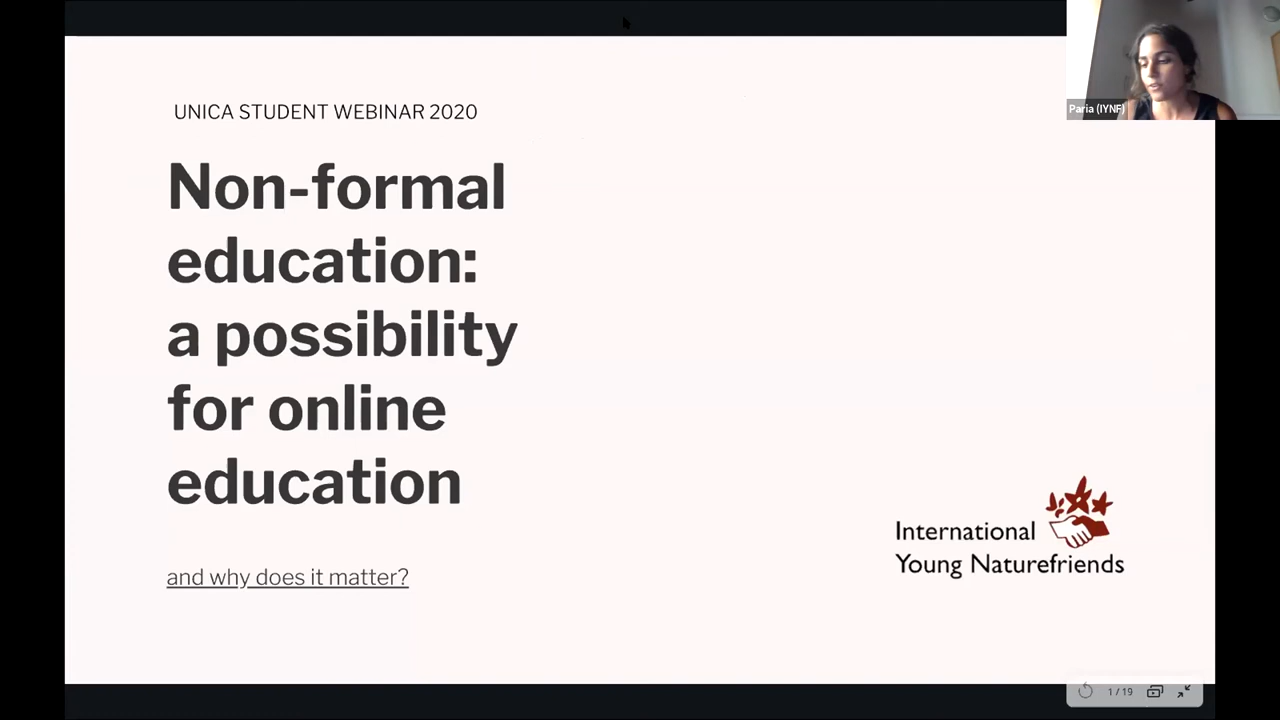 UNICA STUDENT WEBINAR 2020
Non-formal
education:
a possibility
for online
education
and why does it matter?
International
Young Naturefriends
Paria (IYNF)
1 / 19